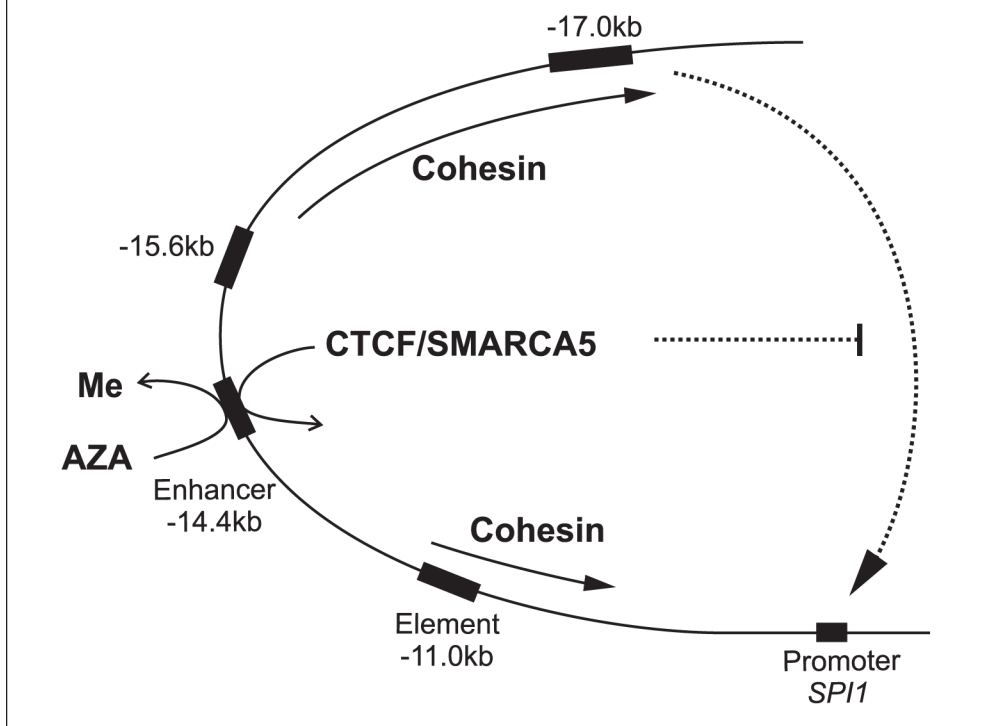 -17.0kb
Cohesin
-15.6kb
CTCF/SMARCA5
Me
AZA
Enhancer
-14.4kb
Cohesin
Element
-11.0kb
Promoter
SPI1